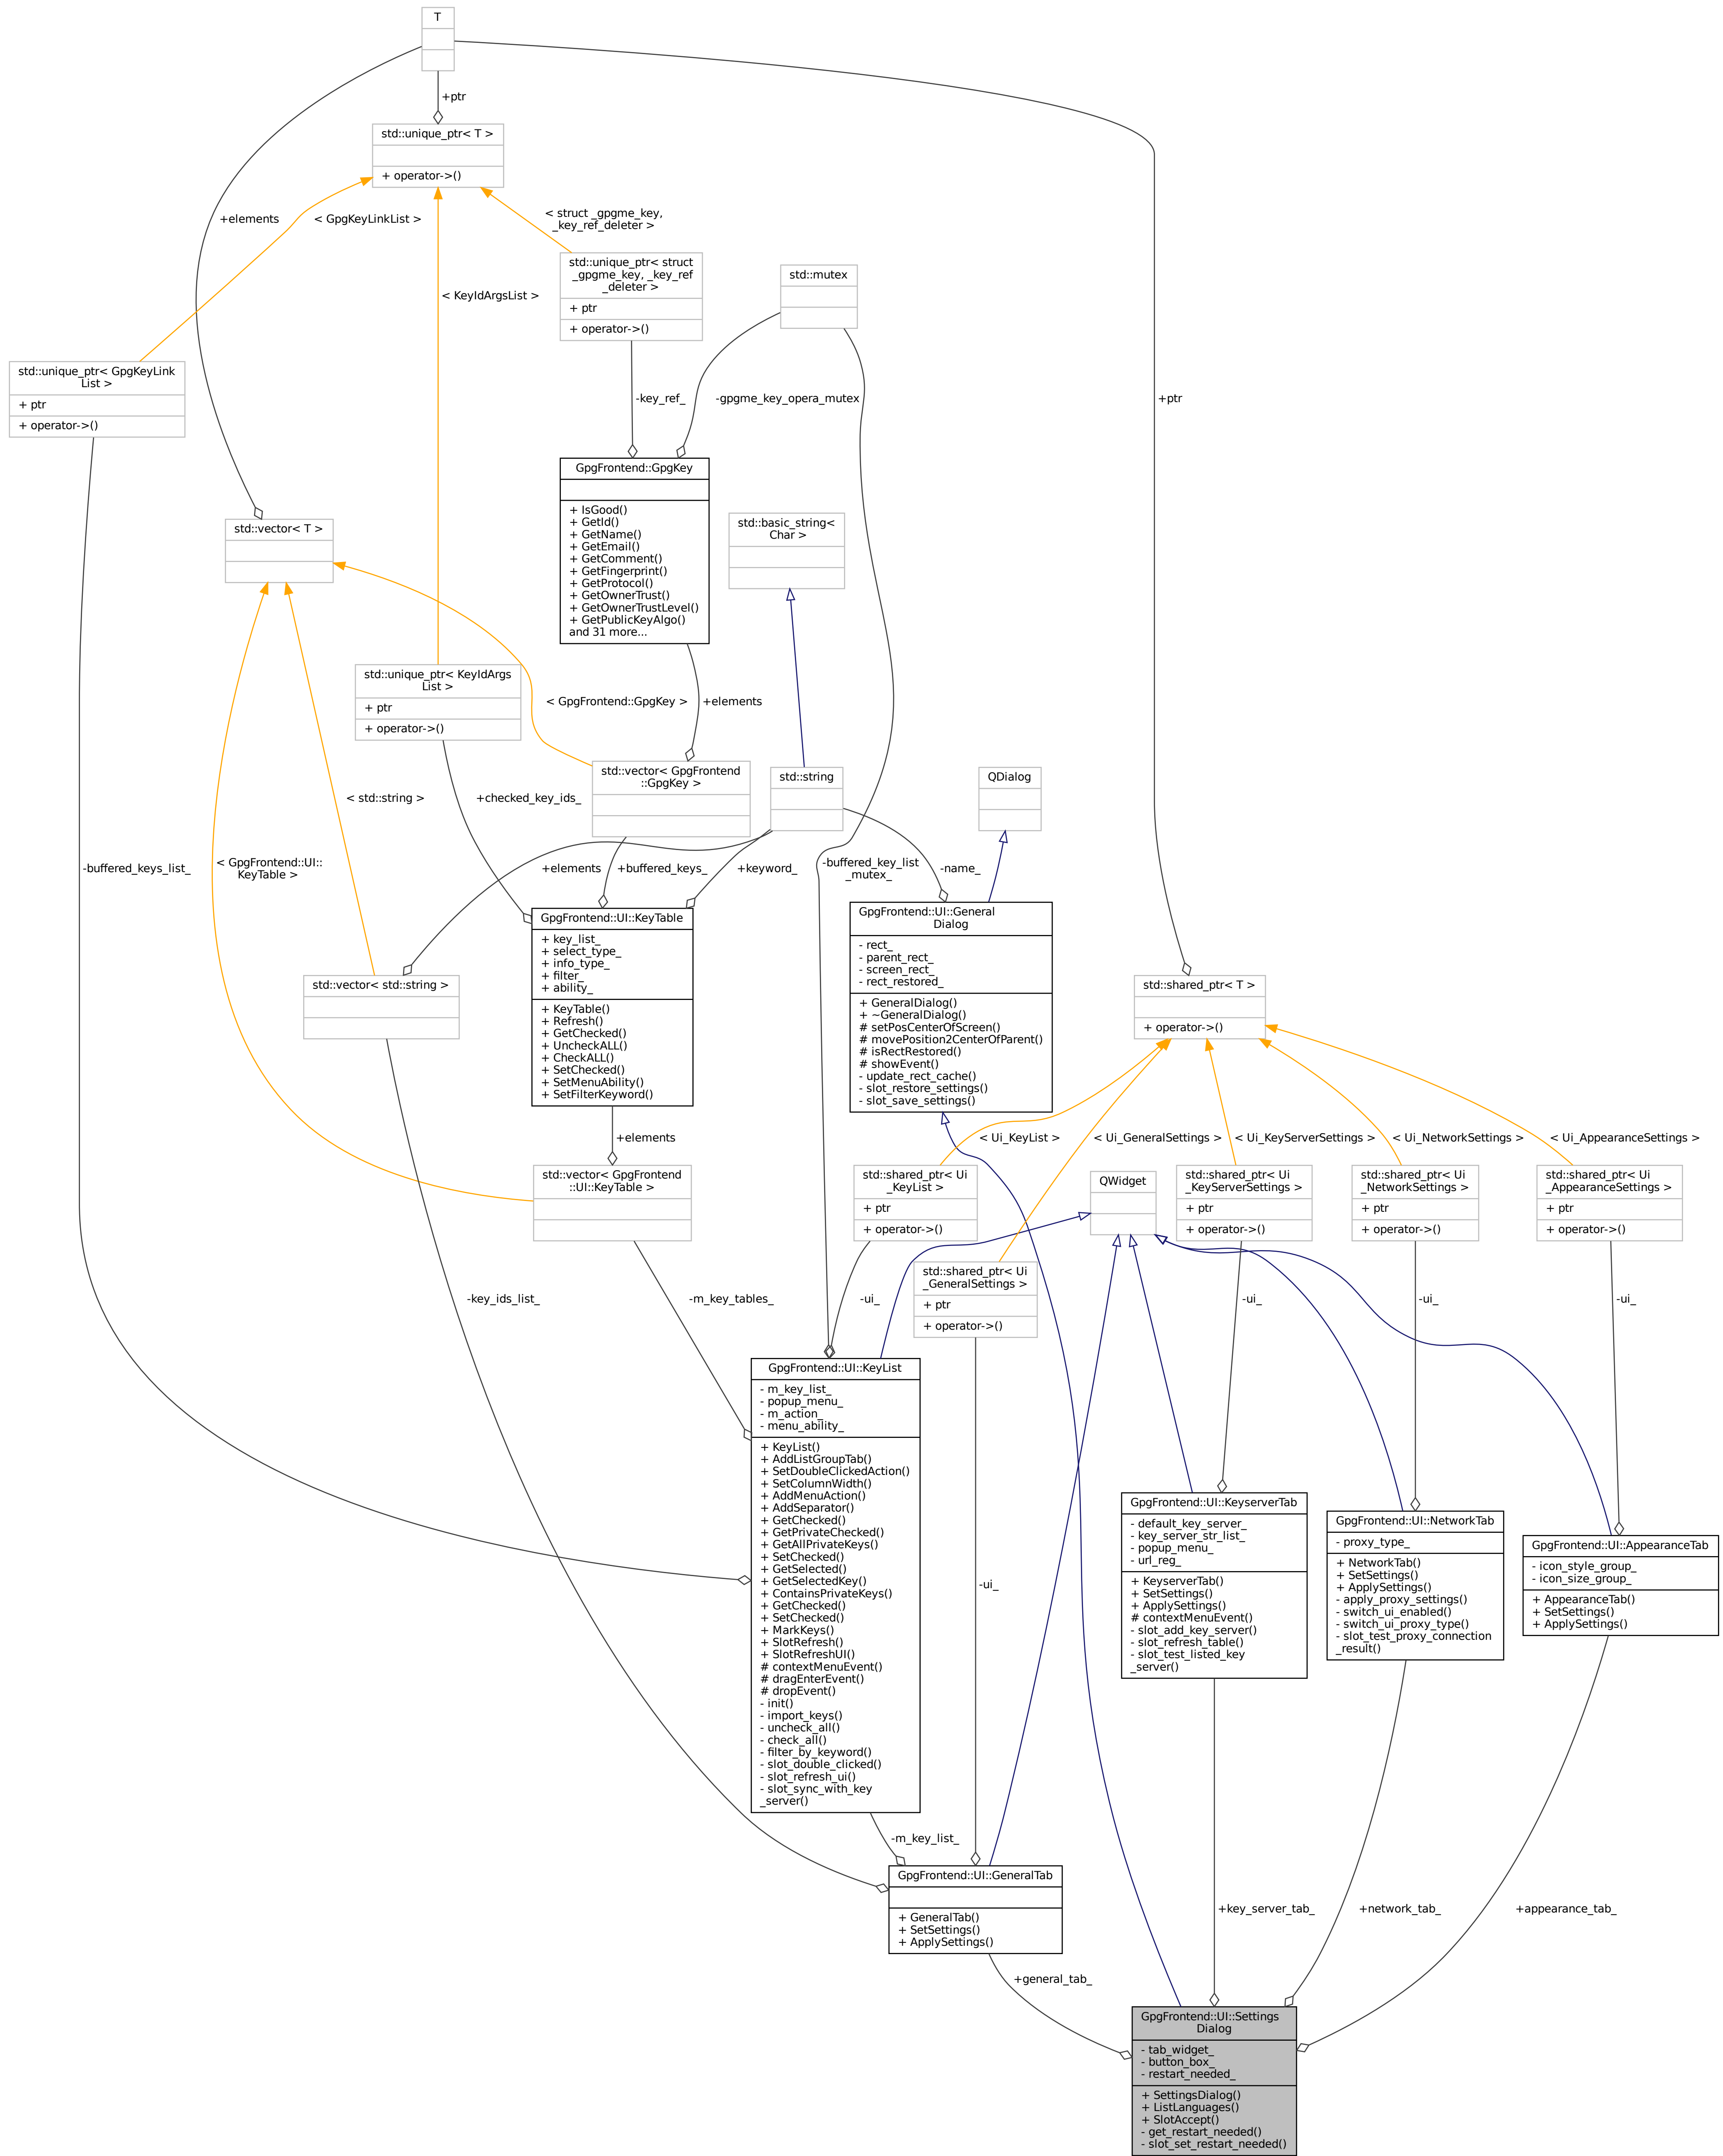 T
+ptr
std::unique_ptr< T >
+ operator->()
+elements
< GpgKeyLinkList >
< struct _gpgme_key,
_key_ref_deleter >
std::unique_ptr< struct
_gpgme_key, _key_ref
_deleter >
+ ptr
+ operator->()
std::mutex
< KeyIdArgsList >
std::unique_ptr< GpgKeyLink
List >
+ ptr
+ operator->()
-key_ref_
-gpgme_key_opera_mutex
+ptr
GpgFrontend::GpgKey
+ IsGood()
+ GetId()
+ GetName()
+ GetEmail()
+ GetComment()
+ GetFingerprint()
+ GetProtocol()
+ GetOwnerTrust()
+ GetOwnerTrustLevel()
+ GetPublicKeyAlgo()
and 31 more...
std::vector< T >
std::basic_string<
Char >
std::unique_ptr< KeyIdArgs
List >
+ ptr
+ operator->()
< GpgFrontend::GpgKey >
+elements
std::vector< GpgFrontend
::GpgKey >
std::string
QDialog
< std::string >
+checked_key_ids_
-buffered_keys_list_
< GpgFrontend::UI::
KeyTable >
+elements
+buffered_keys_
+keyword_
-buffered_key_list
_mutex_
-name_
GpgFrontend::UI::KeyTable
+ key_list_
+ select_type_
+ info_type_
+ filter_
+ ability_
+ KeyTable()
+ Refresh()
+ GetChecked()
+ UncheckALL()
+ CheckALL()
+ SetChecked()
+ SetMenuAbility()
+ SetFilterKeyword()
GpgFrontend::UI::General
Dialog
- rect_
- parent_rect_
- screen_rect_
- rect_restored_
+ GeneralDialog()
+ ~GeneralDialog()
# setPosCenterOfScreen()
# movePosition2CenterOfParent()
# isRectRestored()
# showEvent()
- update_rect_cache()
- slot_restore_settings()
- slot_save_settings()
std::vector< std::string >
std::shared_ptr< T >
+ operator->()
+elements
< Ui_KeyList >
< Ui_GeneralSettings >
< Ui_KeyServerSettings >
< Ui_NetworkSettings >
< Ui_AppearanceSettings >
std::vector< GpgFrontend
::UI::KeyTable >
std::shared_ptr< Ui
_KeyList >
+ ptr
+ operator->()
QWidget
std::shared_ptr< Ui
_KeyServerSettings >
+ ptr
+ operator->()
std::shared_ptr< Ui
_NetworkSettings >
+ ptr
+ operator->()
std::shared_ptr< Ui
_AppearanceSettings >
+ ptr
+ operator->()
std::shared_ptr< Ui
_GeneralSettings >
+ ptr
+ operator->()
-key_ids_list_
-m_key_tables_
-ui_
-ui_
-ui_
-ui_
GpgFrontend::UI::KeyList
- m_key_list_
- popup_menu_
- m_action_
- menu_ability_
+ KeyList()
+ AddListGroupTab()
+ SetDoubleClickedAction()
+ SetColumnWidth()
+ AddMenuAction()
+ AddSeparator()
+ GetChecked()
+ GetPrivateChecked()
+ GetAllPrivateKeys()
+ SetChecked()
+ GetSelected()
+ GetSelectedKey()
+ ContainsPrivateKeys()
+ GetChecked()
+ SetChecked()
+ MarkKeys()
+ SlotRefresh()
+ SlotRefreshUI()
# contextMenuEvent()
# dragEnterEvent()
# dropEvent()
- init()
- import_keys()
- uncheck_all()
- check_all()
- filter_by_keyword()
- slot_double_clicked()
- slot_refresh_ui()
- slot_sync_with_key
_server()
GpgFrontend::UI::KeyserverTab
- default_key_server_
- key_server_str_list_
- popup_menu_
- url_reg_
+ KeyserverTab()
+ SetSettings()
+ ApplySettings()
# contextMenuEvent()
- slot_add_key_server()
- slot_refresh_table()
- slot_test_listed_key
_server()
GpgFrontend::UI::NetworkTab
- proxy_type_
+ NetworkTab()
+ SetSettings()
+ ApplySettings()
- apply_proxy_settings()
- switch_ui_enabled()
- switch_ui_proxy_type()
- slot_test_proxy_connection
_result()
GpgFrontend::UI::AppearanceTab
- icon_style_group_
- icon_size_group_
+ AppearanceTab()
+ SetSettings()
+ ApplySettings()
-ui_
-m_key_list_
GpgFrontend::UI::GeneralTab
+ GeneralTab()
+ SetSettings()
+ ApplySettings()
+key_server_tab_
+network_tab_
+appearance_tab_
+general_tab_
GpgFrontend::UI::Settings
Dialog
- tab_widget_
- button_box_
- restart_needed_
+ SettingsDialog()
+ ListLanguages()
+ SlotAccept()
- get_restart_needed()
- slot_set_restart_needed()